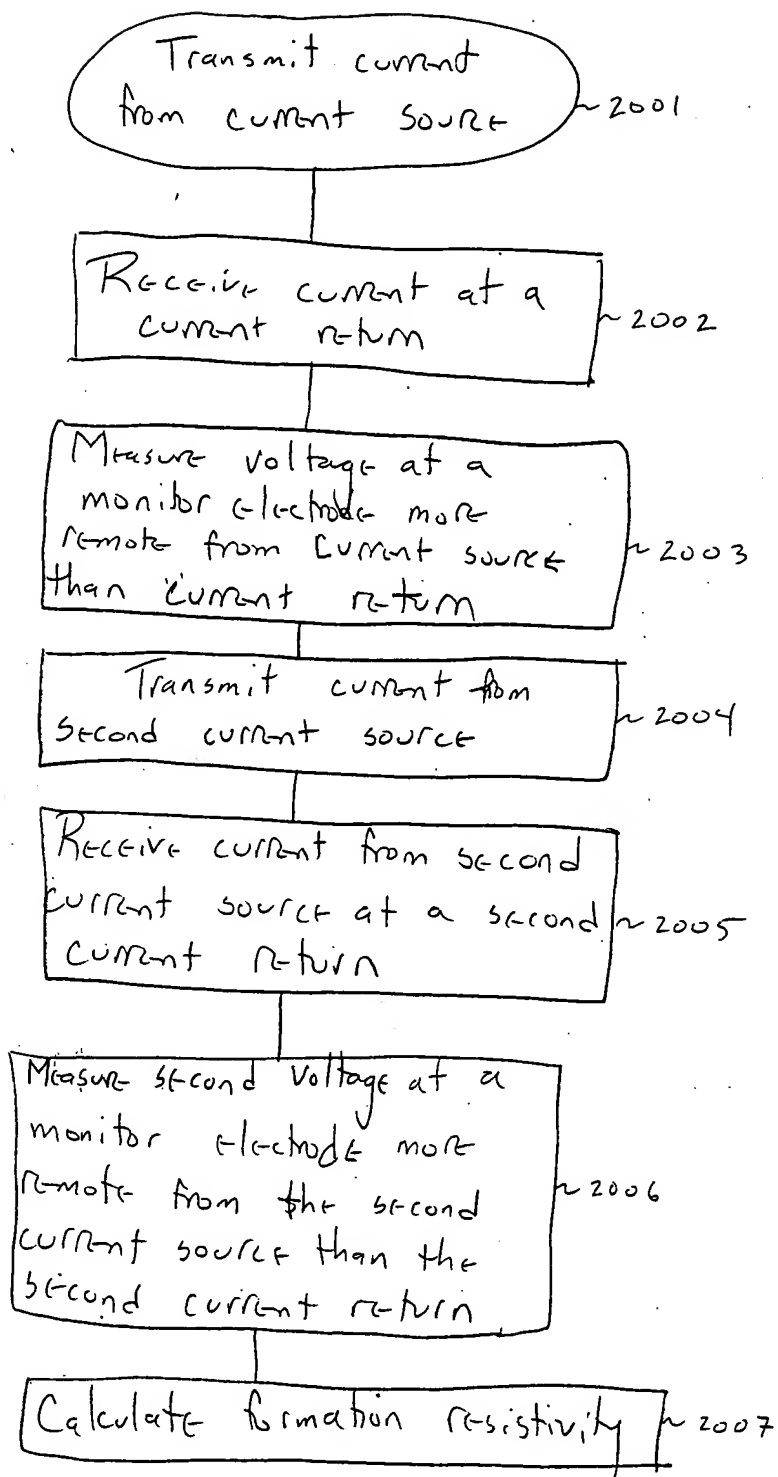 Transmit current
from current source
~ 2001
Receive current at a
current return
~ 2002
Measure voltage at a
monitor electrode more
remote from current source
than current return
~ 2003
Transmit current from
second current source
~ 2004
Receive current from second
current source at a second
current return
~ 2005
Measure second voltage at a
monitor electrode more
remote from the second
current source than the
second current return
~ 2006
Calculate formation resistivity
~ 2007